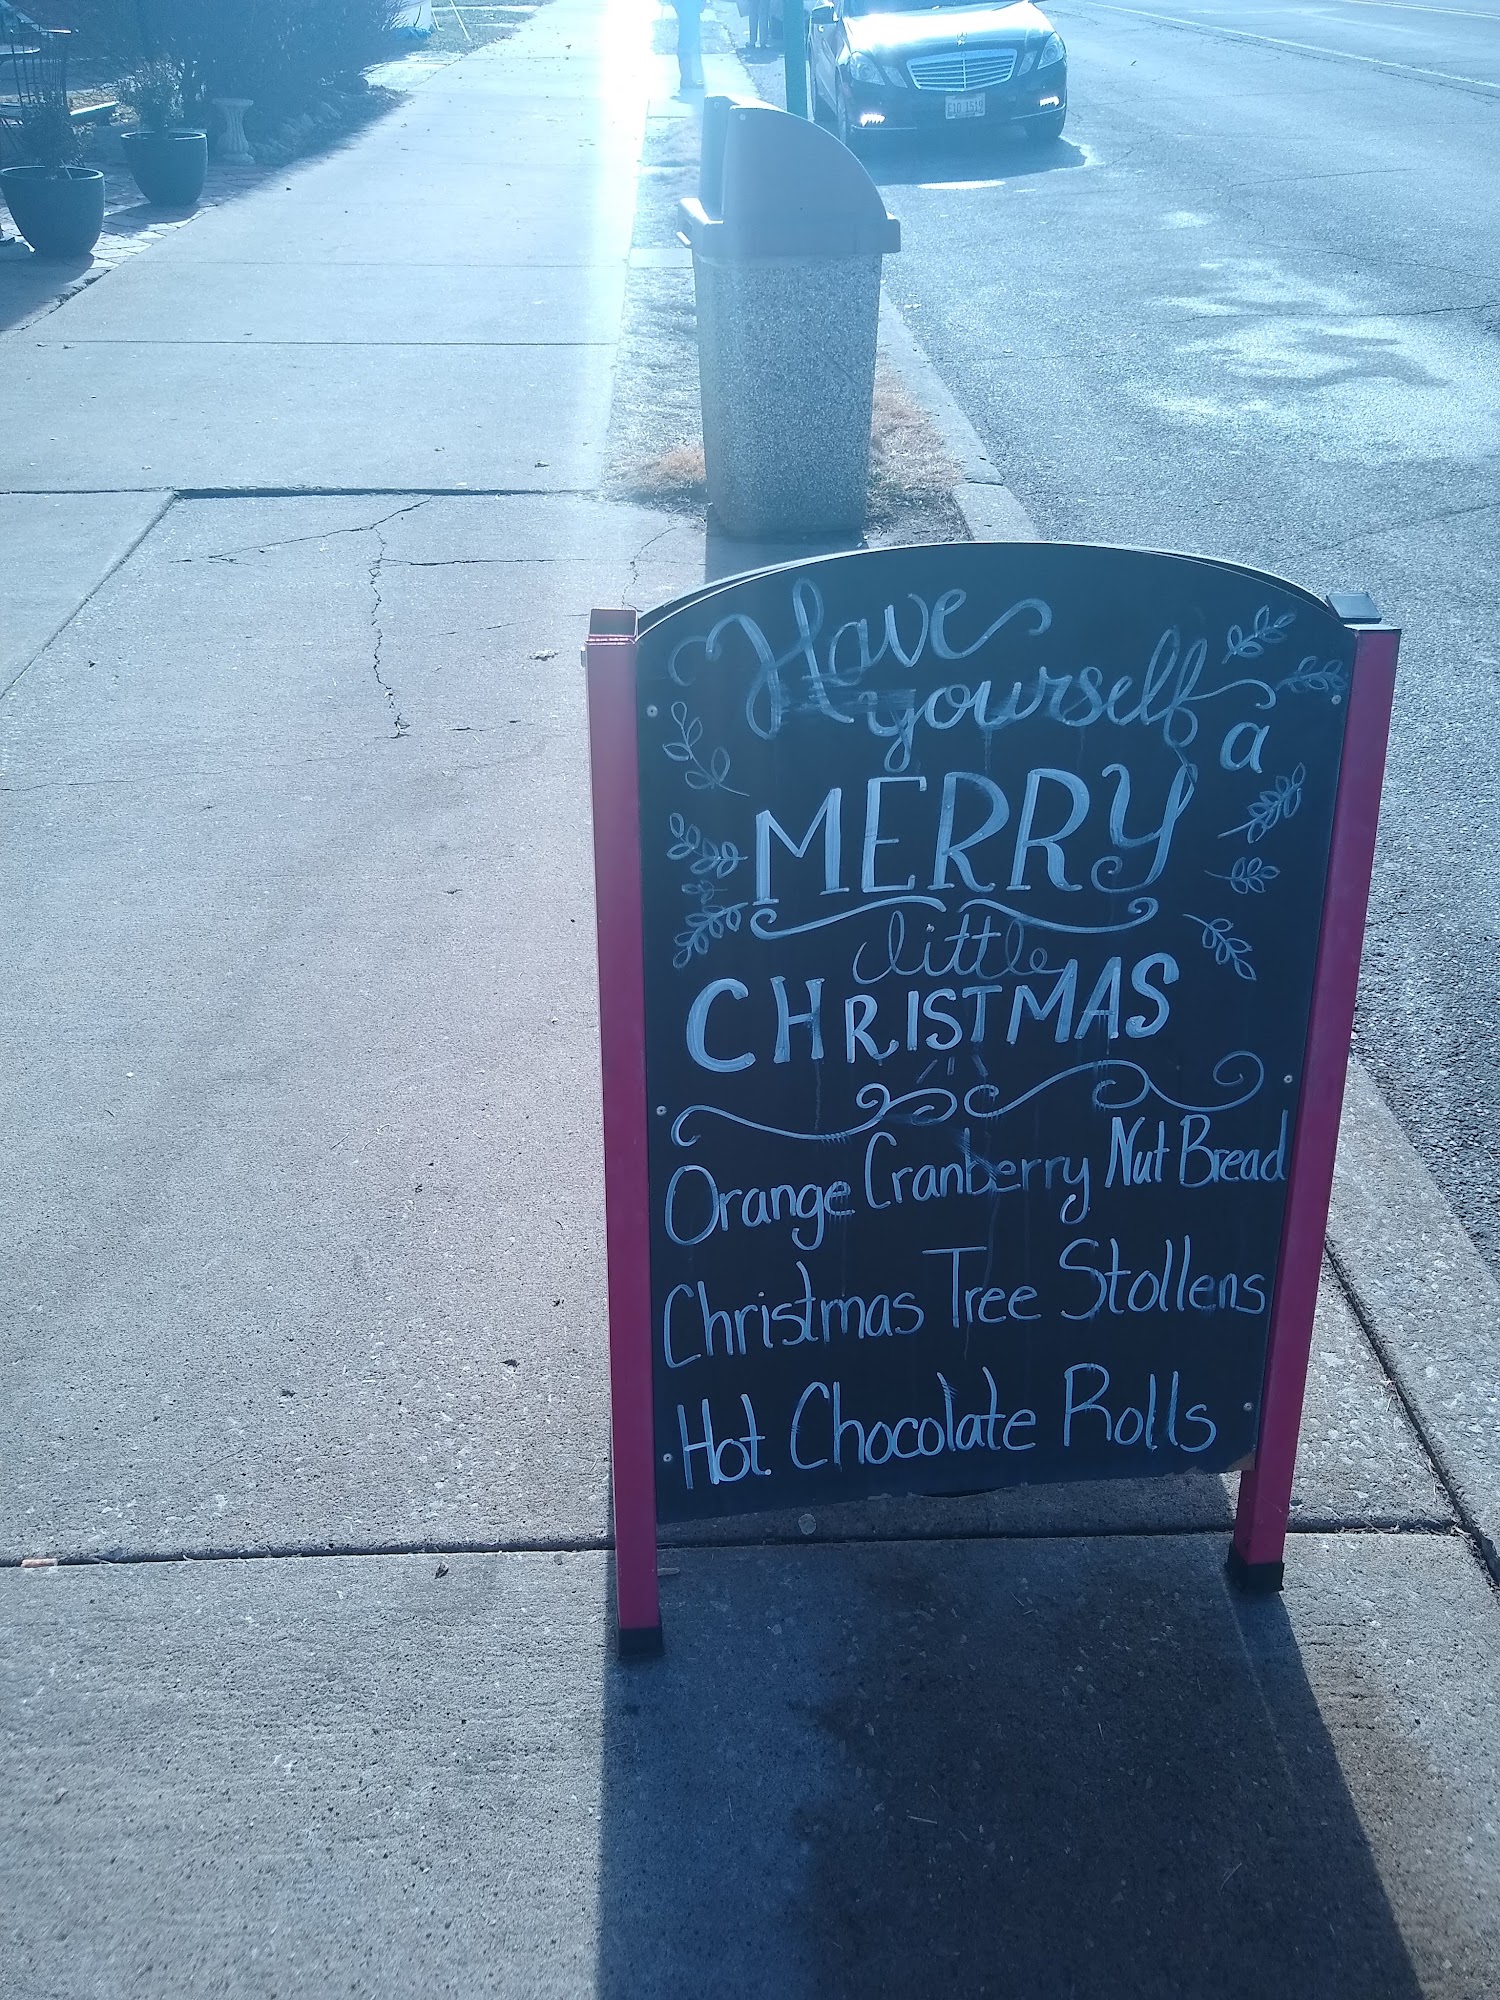 Have
yourself
a
MERRY
little
CHRISTMAS
Orange Cranberry Nut Bread
Christmas Tree Stollens
Hot Chocolate Rolls